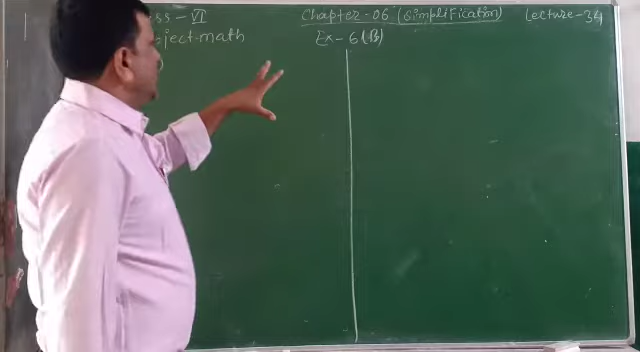 ss - VI Chapter-06 (Simplification) Lecture-34
ject-math Ex-6(B)